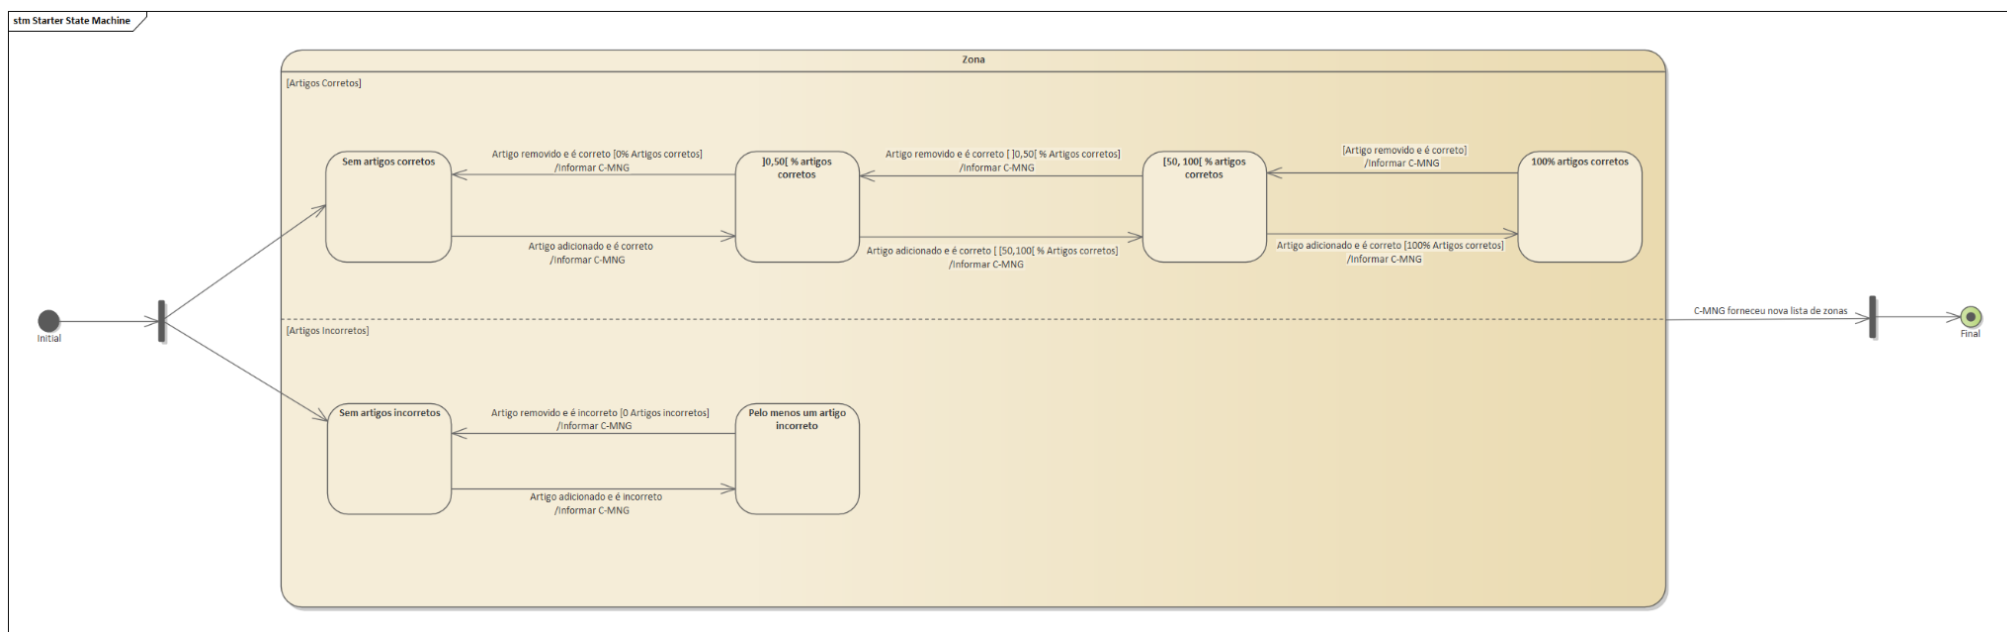 stm Starter State Machine
Zona
[Artigos Corretos]
Sem artigos corretos
Artigo removido e é correto [0% Artigos corretos]
/Informar C-MNG
]0,50[ % artigos
corretos
Artigo removido e é correto [ ]0,50[ % Artigos corretos]
/Informar C-MNG
[50, 100[ % artigos
corretos
[Artigo removido e é correto]
/Informar C-MNG
100% artigos corretos
Artigo adicionado e é correto
/Informar C-MNG
Artigo adicionado e é correto [ [50,100[ % Artigos corretos]
/Informar C-MNG
Artigo adicionado e é correto [100% Artigos corretos]
/Informar C-MNG
Initial
[Artigos Incorretos]
C-MNG forneceu nova lista de zonas
Final
Sem artigos incorretos
Artigo removido e é incorreto [0 Artigos incorretos]
/Informar C-MNG
Pelo menos um artigo
incorreto
Artigo adicionado e é incorreto
/Informar C-MNG